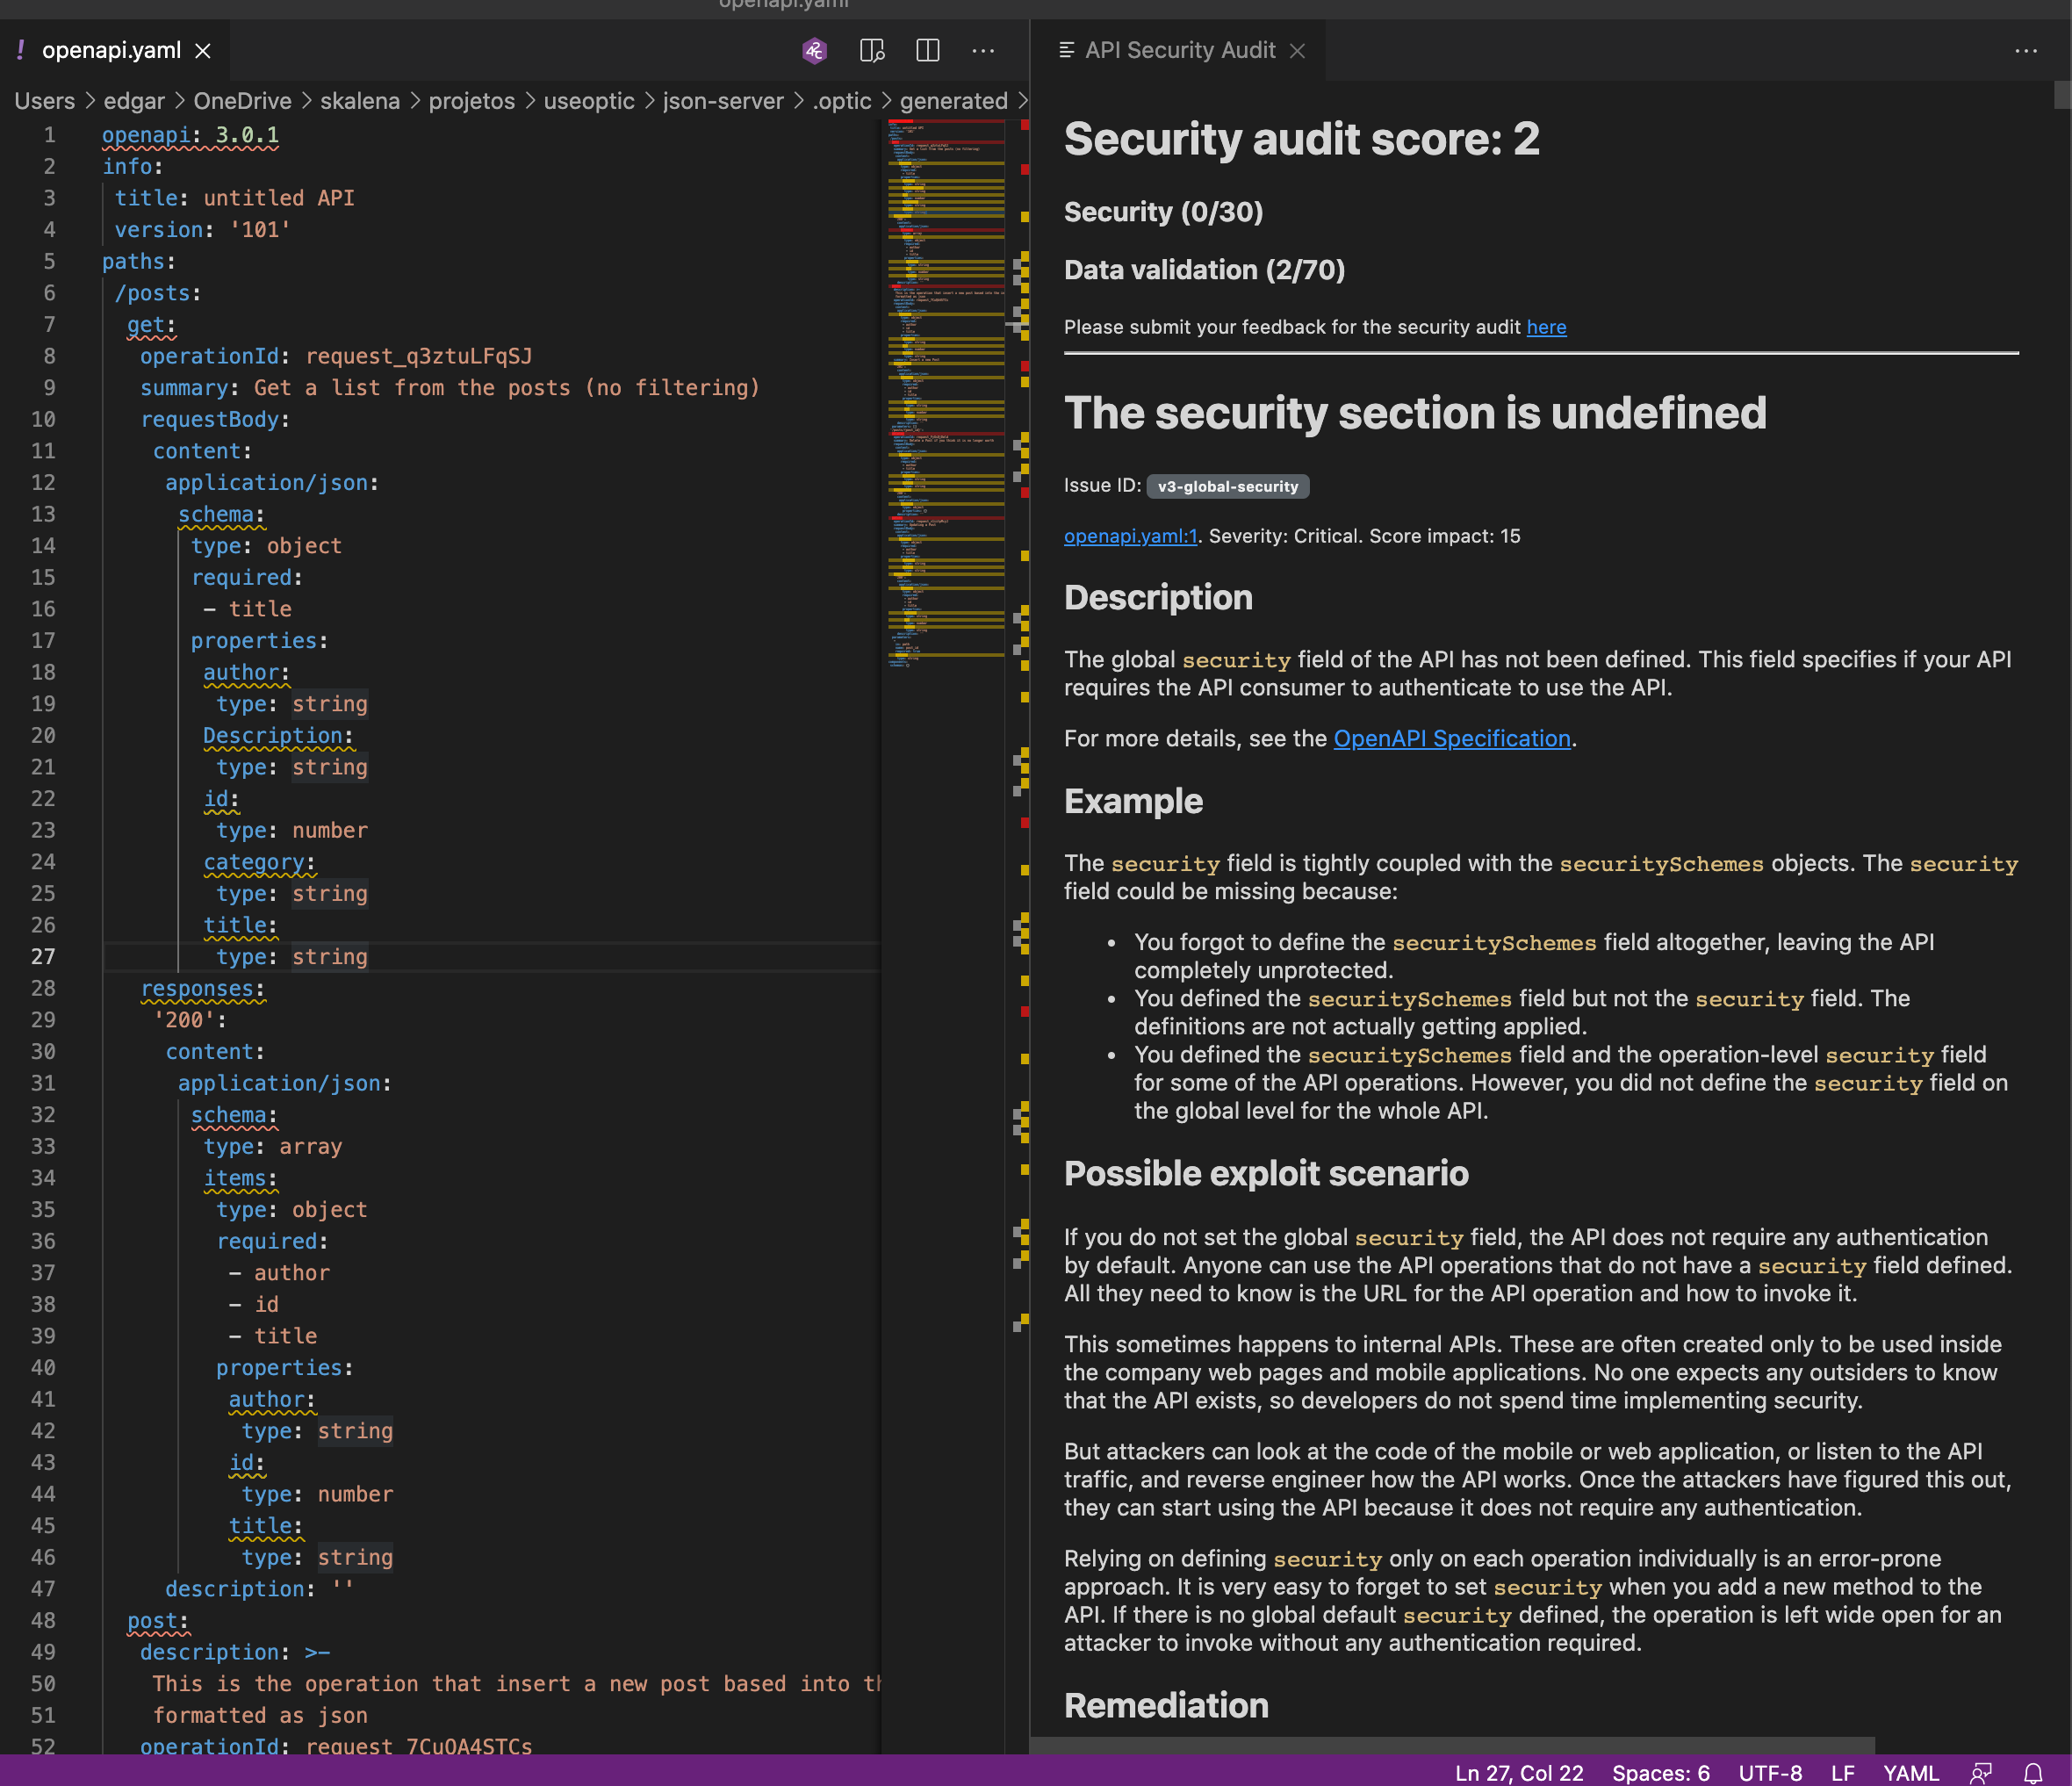 openapi.yaml
openapi.yaml
Users > edgar > OneDrive > skalena > projetos > useoptic > json-server > .optic > generated >
1 openapi: 3.0.1
2 info:
3 title: untitled API
4 version: '101'
5 paths:
6 /posts:
7 get:
8 operationId: request_q3ztuLFqSJ
9 summary: Get a list from the posts (no filtering)
10 requestBody:
11 content:
12 application/json:
13 schema:
14 type: object
15 required:
16 - title
17 properties:
18 author:
19 type: string
20 Description:
21 type: string
22 id:
23 type: number
24 category:
25 type: string
26 title:
27 type: string
28 responses:
29 '200':
30 content:
31 application/json:
32 schema:
33 type: array
34 items:
35 type: object
36 required:
37 - author
38 - id
39 - title
40 properties:
41 author:
42 type: string
43 id:
44 type: number
45 title:
46 type: string
47 description: ''
48 post:
49 description: >-
50 This is the operation that insert a new post based into th
51 formatted as json
52 operationId: request_7CuOA4STCs
API Security Audit
Security audit score: 2
Security (0/30)
Data validation (2/70)
Please submit your feedback for the security audit here
The security section is undefined
Issue ID: v3-global-security
openapi.yaml:1. Severity: Critical. Score impact: 15
Description
The global security field of the API has not been defined. This field specifies if your API
requires the API consumer to authenticate to use the API.
For more details, see the OpenAPI Specification.
Example
The security field is tightly coupled with the securitySchemes objects. The security
field could be missing because:
• You forgot to define the securitySchemes field altogether, leaving the API
completely unprotected.
• You defined the securitySchemes field but not the security field. The
definitions are not actually getting applied.
• You defined the securitySchemes field and the operation-level security field
for some of the API operations. However, you did not define the security field on
the global level for the whole API.
Possible exploit scenario
If you do not set the global security field, the API does not require any authentication
by default. Anyone can use the API operations that do not have a security field defined.
All they need to know is the URL for the API operation and how to invoke it.
This sometimes happens to internal APIs. These are often created only to be used inside
the company web pages and mobile applications. No one expects any outsiders to know
that the API exists, so developers do not spend time implementing security.
But attackers can look at the code of the mobile or web application, or listen to the API
traffic, and reverse engineer how the API works. Once the attackers have figured this out,
they can start using the API because it does not require any authentication.
Relying on defining security only on each operation individually is an error-prone
approach. It is very easy to forget to set security when you add a new method to the
API. If there is no global default security defined, the operation is left wide open for an
attacker to invoke without any authentication required.
Remediation
Ln 27, Col 22 Spaces: 6 UTF-8 LF YAML